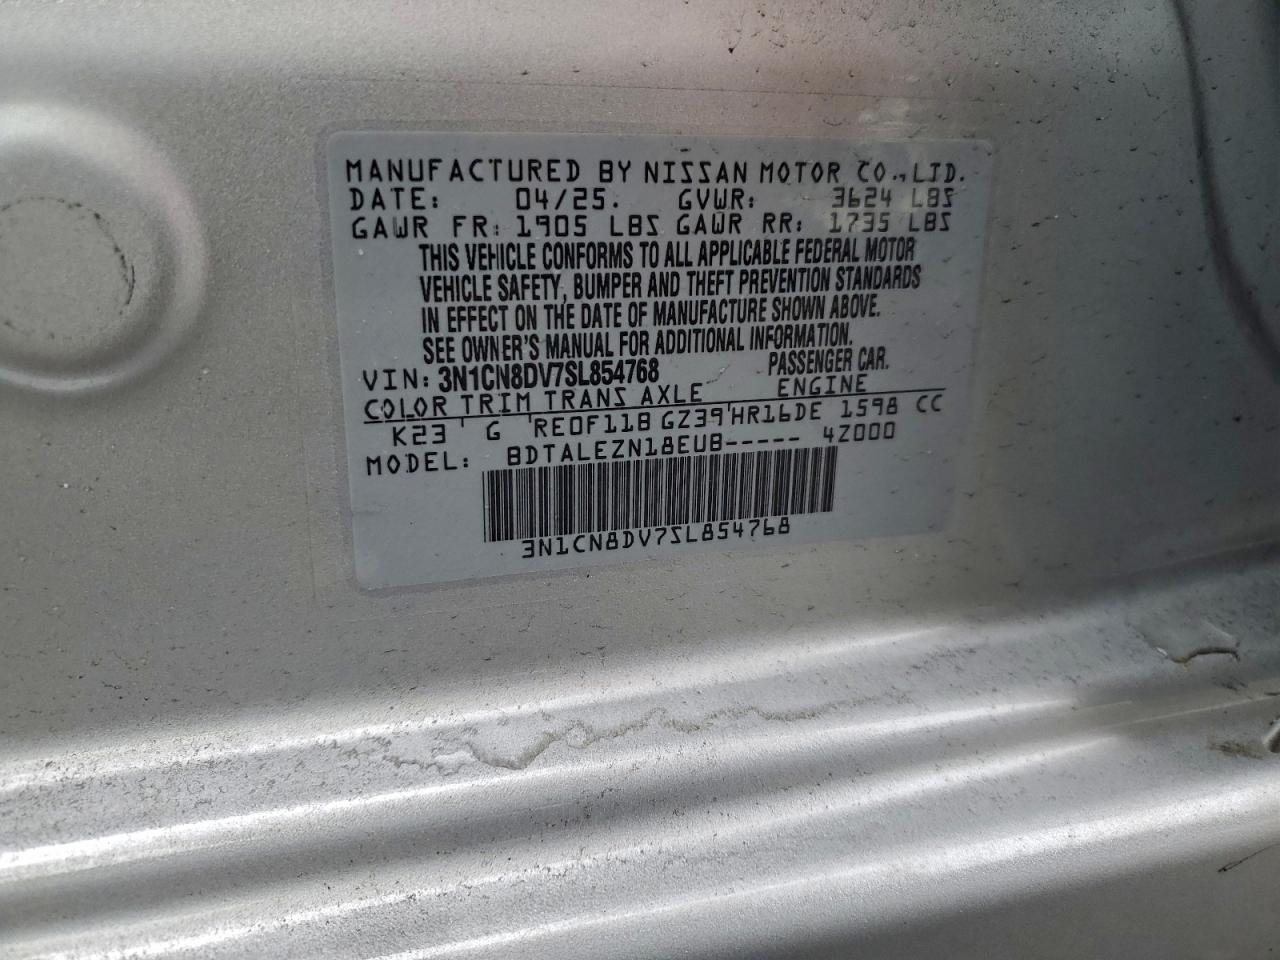 MANUFACTURED BY NISSAN MOTOR CO.,LTD.
DATE: 04/25. GVWR: 3624 LBS
GAWR FR: 1905 LBS GAWR RR: 1735 LBS
THIS VEHICLE CONFORMS TO ALL APPLICABLE FEDERAL MOTOR
VEHICLE SAFETY, BUMPER AND THEFT PREVENTION STANDARDS
IN EFFECT ON THE DATE OF MANUFACTURE SHOWN ABOVE.
SEE OWNER'S MANUAL FOR ADDITIONAL INFORMATION.
VIN: 3N1CN8DV7SL854768 PASSENGER CAR.
COLOR TRIM TRANS AXLE ENGINE
K23 G RE0F11B GZ39 HR16DE 1598 CC
MODEL: BDTALEZN18EUB----- 4Z000
3N1CN8DV7SL854768